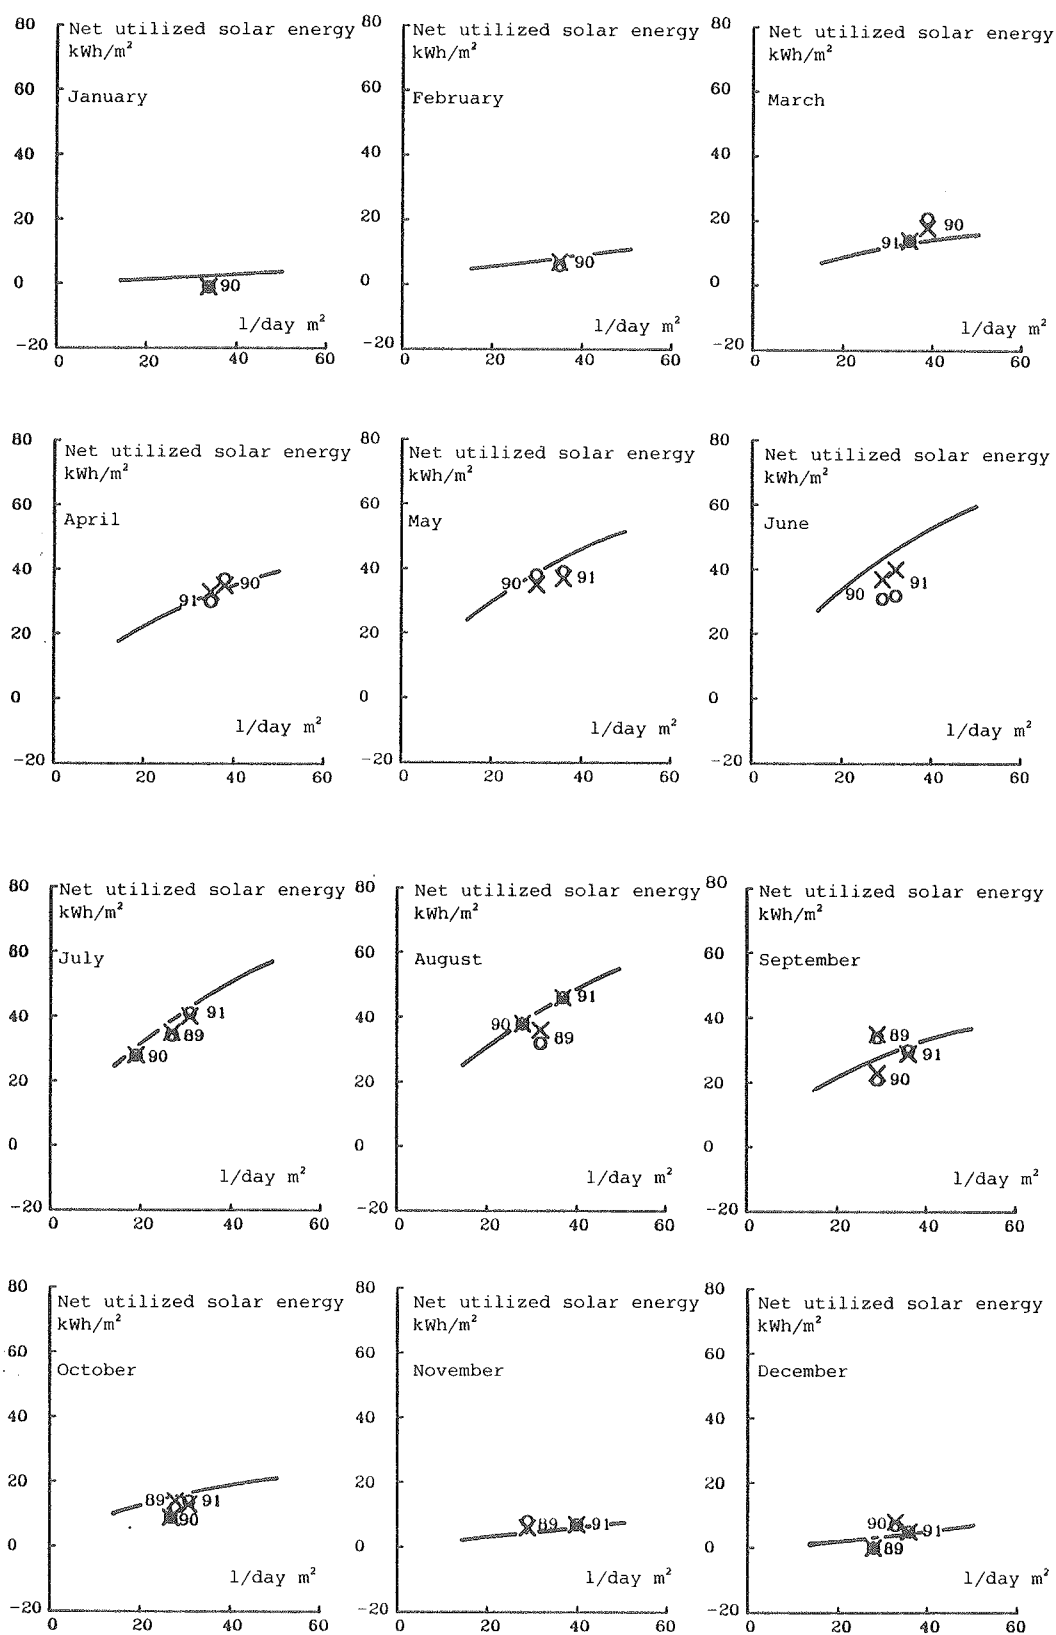 80
Net utilized solar energy
kWh/m²
60
January
40
20
0
90
l/day m²
-20
0 20 40 60
80
Net utilized solar energy
kWh/m²
60
February
40
20
0
90
l/day m²
-20
0 20 40 60
80
Net utilized solar energy
kWh/m²
60
March
40
20
90
91
0
l/day m²
-20
0 20 40 60
80
Net utilized solar energy
kWh/m²
60
April
40
90
91
20
0
l/day m²
-20
0 20 40 60
80
Net utilized solar energy
kWh/m²
60
May
40
90 91
20
0
l/day m²
-20
0 20 40 60
80
Net utilized solar energy
kWh/m²
60
June
40
91
90
20
0
l/day m²
-20
0 20 40 60
80
Net utilized solar energy
kWh/m²
60
July
40
91
89
90
20
0
l/day m²
-20
0 20 40 60
80
Net utilized solar energy
kWh/m²
60
August
91
40
90
89
20
0
l/day m²
-20
0 20 40 60
80
Net utilized solar energy
kWh/m²
60
September
40
89
91
90
20
0
l/day m²
-20
0 20 40 60
80
Net utilized solar energy
kWh/m²
60
October
40
20
89 91
90
0
l/day m²
-20
0 20 40 60
80
Net utilized solar energy
kWh/m²
60
November
40
20
89 91
0
l/day m²
-20
0 20 40 60
80
Net utilized solar energy
kWh/m²
60
December
40
20
90 91
89
0
l/day m²
-20
0 20 40 60